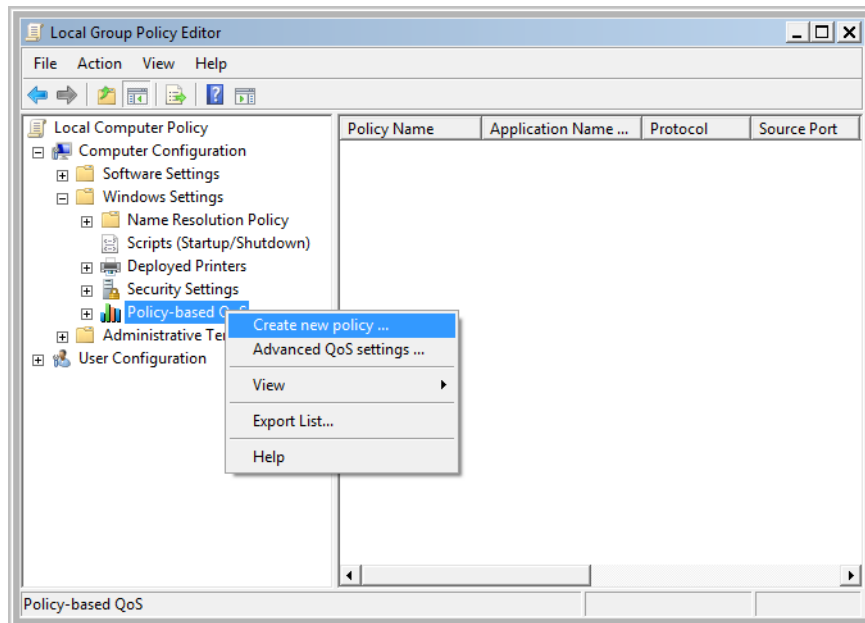 Local Group Policy Editor
File Action View Help
Local Computer Policy
Computer Configuration
Software Settings
Windows Settings
Name Resolution Policy
Scripts (Startup/Shutdown)
Deployed Printers
Security Settings
Policy-based
Administrative
User Configuration
Policy Name Application Name ... Protocol Source Port
Create new policy ...
Advanced QoS settings ...
View
Export List...
Help
Policy-based QoS